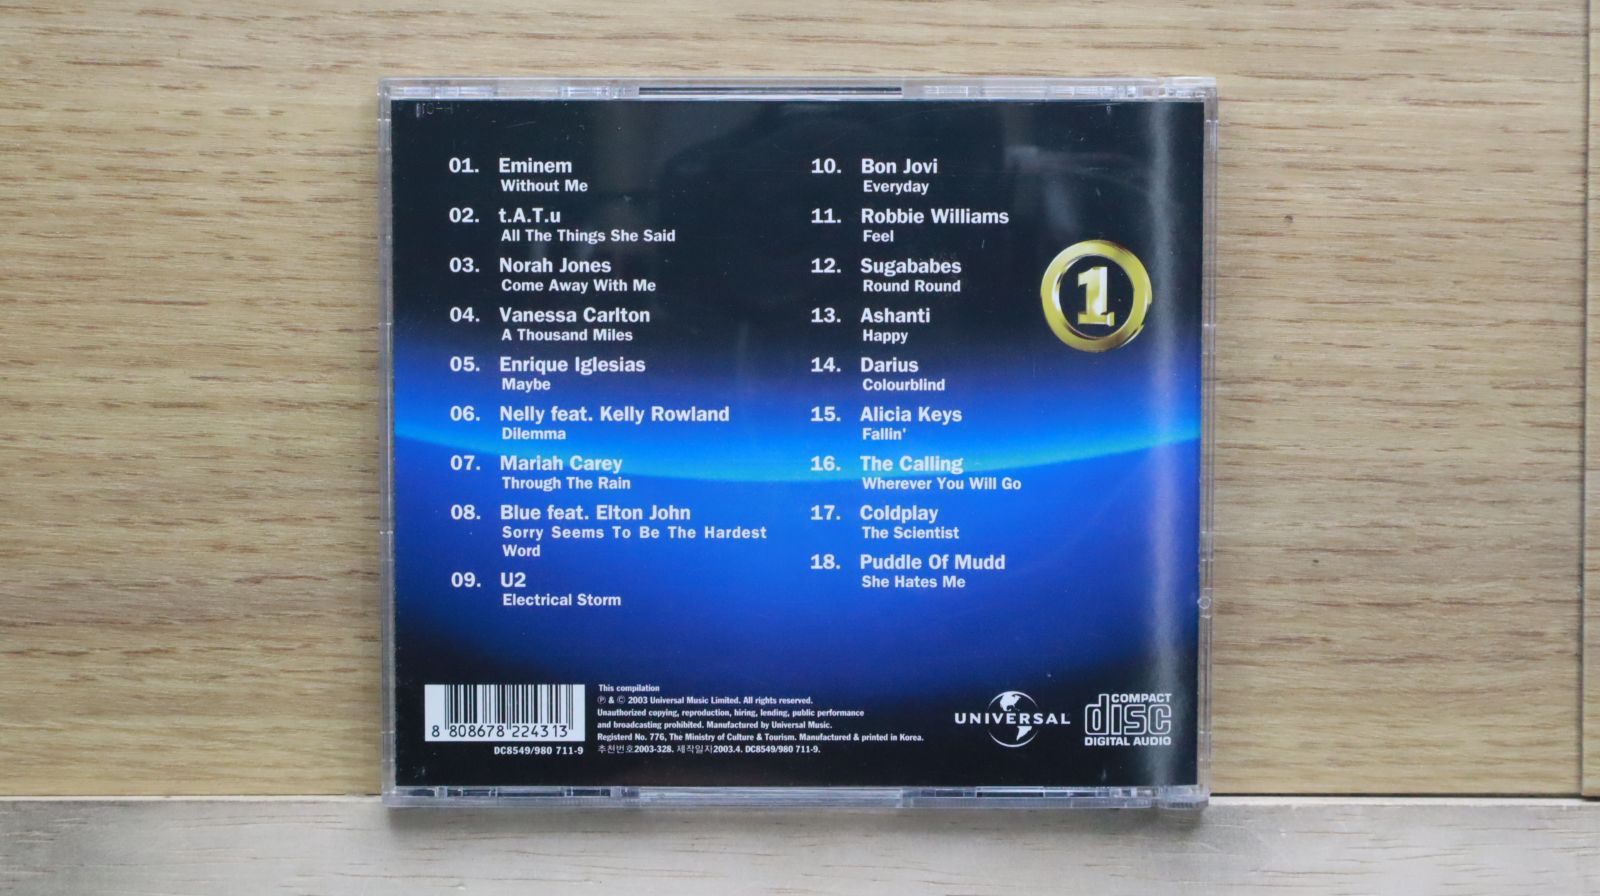 01. Eminem
Without Me
02. t.A.T.u
All The Things She Said
03. Norah Jones
Come Away With Me
04. Vanessa Carlton
A Thousand Miles
05. Enrique Iglesias
Maybe
06. Nelly feat. Kelly Rowland
Dilemma
07. Mariah Carey
Through The Rain
08. Blue feat. Elton John
Sorry Seems To Be The Hardest
Word
09. U2
Electrical Storm
10. Bon Jovi
Everyday
11. Robbie Williams
Feel
12. Sugababes
Round Round
13. Ashanti
Happy
14. Darius
Colourblind
15. Alicia Keys
Fallin'
16. The Calling
Wherever You Will Go
17. Coldplay
The Scientist
18. Puddle Of Mudd
She Hates Me
1
8 808678 224313
DC8549/980 711-9
This compilation
℗ & © 2003 Universal Music Limited. All rights reserved.
Unauthorized copying, reproduction, hiring, lending, public performance
and broadcasting prohibited. Manufactured by Universal Music.
Registerd No. 776, The Ministry of Culture & Tourism. Manufactured & printed in Korea.
추천번호2003-328. 제작일자2003.4. DC8549/980 711-9.
UNIVERSAL
COMPACT
disc
DIGITAL AUDIO